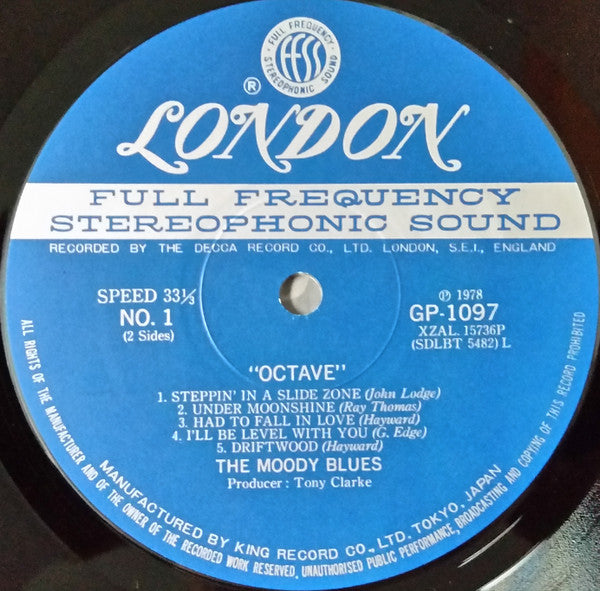 FULL FREQUENCY
FFSS
STEREOPHONIC SOUND
®
LONDON
FULL FREQUENCY
STEREOPHONIC SOUND
RECORDED BY THE DECCA RECORD CO., LTD. LONDON, S.E.I., ENGLAND
SPEED 33⅓
NO. 1
(2 Sides)
℗ 1978
GP-1097
XZAL. 15736P
(SDLBT 5482) L
"OCTAVE"
1. STEPPIN' IN A SLIDE ZONE (John Lodge)
2. UNDER MOONSHINE (Ray Thomas)
3. HAD TO FALL IN LOVE (Hayward)
4. I'LL BE LEVEL WITH YOU (G. Edge)
5. DRIFTWOOD (Hayward)
THE MOODY BLUES
Producer : Tony Clarke
MANUFACTURED BY KING RECORD CO., LTD. TOKYO, JAPAN
ALL RIGHTS OF THE MANUFACTURER AND OF THE OWNER OF THE RECORDED WORK RESERVED, UNAUTHORISED PUBLIC PERFORMANCE, BROADCASTING AND COPYING OF THIS RECORD PROHIBITED